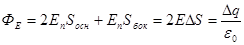 Φ_E = 2E_n S_осн + E_n S_бок = 2EΔS = Δq/ε_0